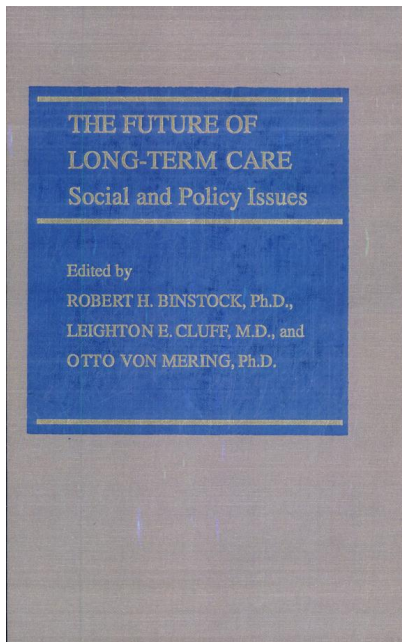 THE FUTURE OF
LONG-TERM CARE
Social and Policy Issues
Edited by
ROBERT H. BINSTOCK, Ph.D.,
LEIGHTON E. CLUFF, M.D., and
OTTO VON MERING, Ph.D.